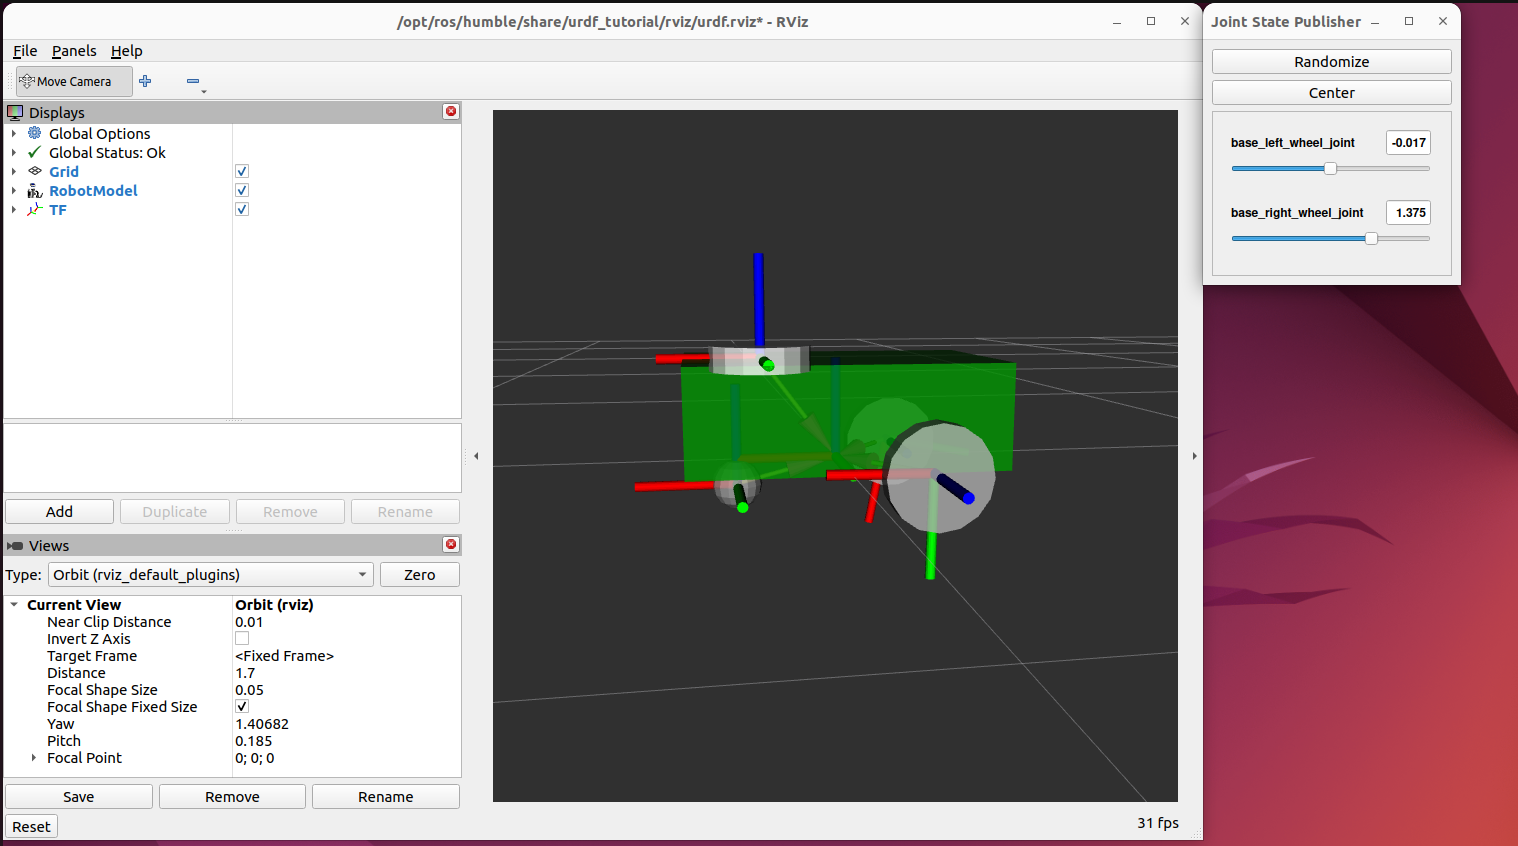 /opt/ros/humble/share/urdf_tutorial/rviz/urdf.rviz* - RViz
File Panels Help
Move Camera
Displays
Global Options
Global Status: Ok
Grid
RobotModel
TF
Add Duplicate Remove Rename
Views
Type: Orbit (rviz_default_plugins) Zero
Current View Orbit (rviz)
Near Clip Distance 0.01
Invert Z Axis
Target Frame <Fixed Frame>
Distance 1.7
Focal Shape Size 0.05
Focal Shape Fixed Size
Yaw 1.40682
Pitch 0.185
Focal Point 0; 0; 0
Save Remove Rename
Reset
31 fps
Joint State Publisher
Randomize
Center
base_left_wheel_joint -0.017
base_right_wheel_joint 1.375